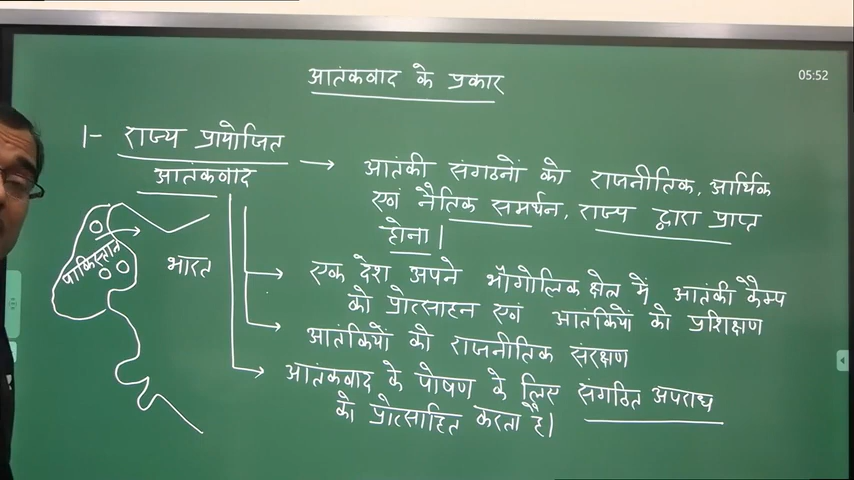 आतंकवाद के प्रकार
05:52
1- राज्य प्रायोजित
आतंकवाद
आतंकी संगठनों को राजनीतिक, आर्थिक
एवं नैतिक समर्थन, राज्य द्वारा प्राप्त
होना।
पाकिस्तान
भारत
एक देश अपने भौगोलिक क्षेत्र में आतंकी कैम्प
को प्रोत्साहन एवं आतंकियों को प्रशिक्षण
आतंकियों को राजनीतिक संरक्षण
आतंकवाद के पोषण के लिए संगठित अपराध
को प्रोत्साहित करता है।